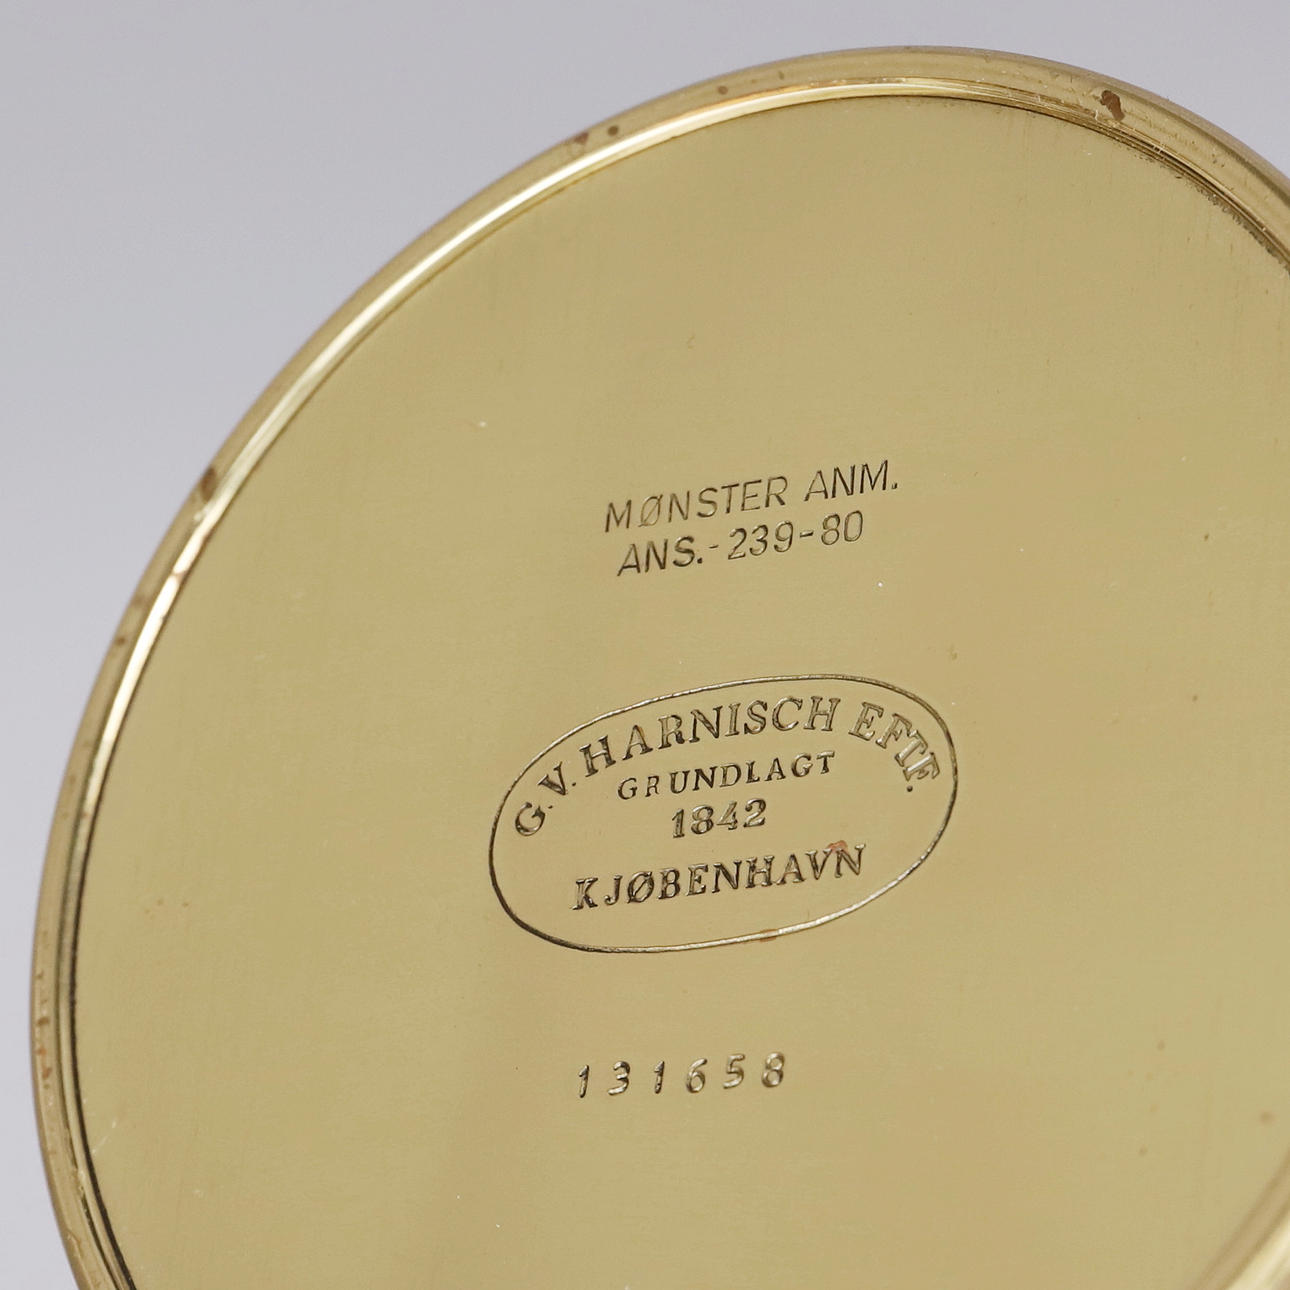 MØNSTER ANM.
ANS.-239-80
G.V. HARNISCH EFTF.
GRUNDLAGT
1842
KJØBENHAVN
131658